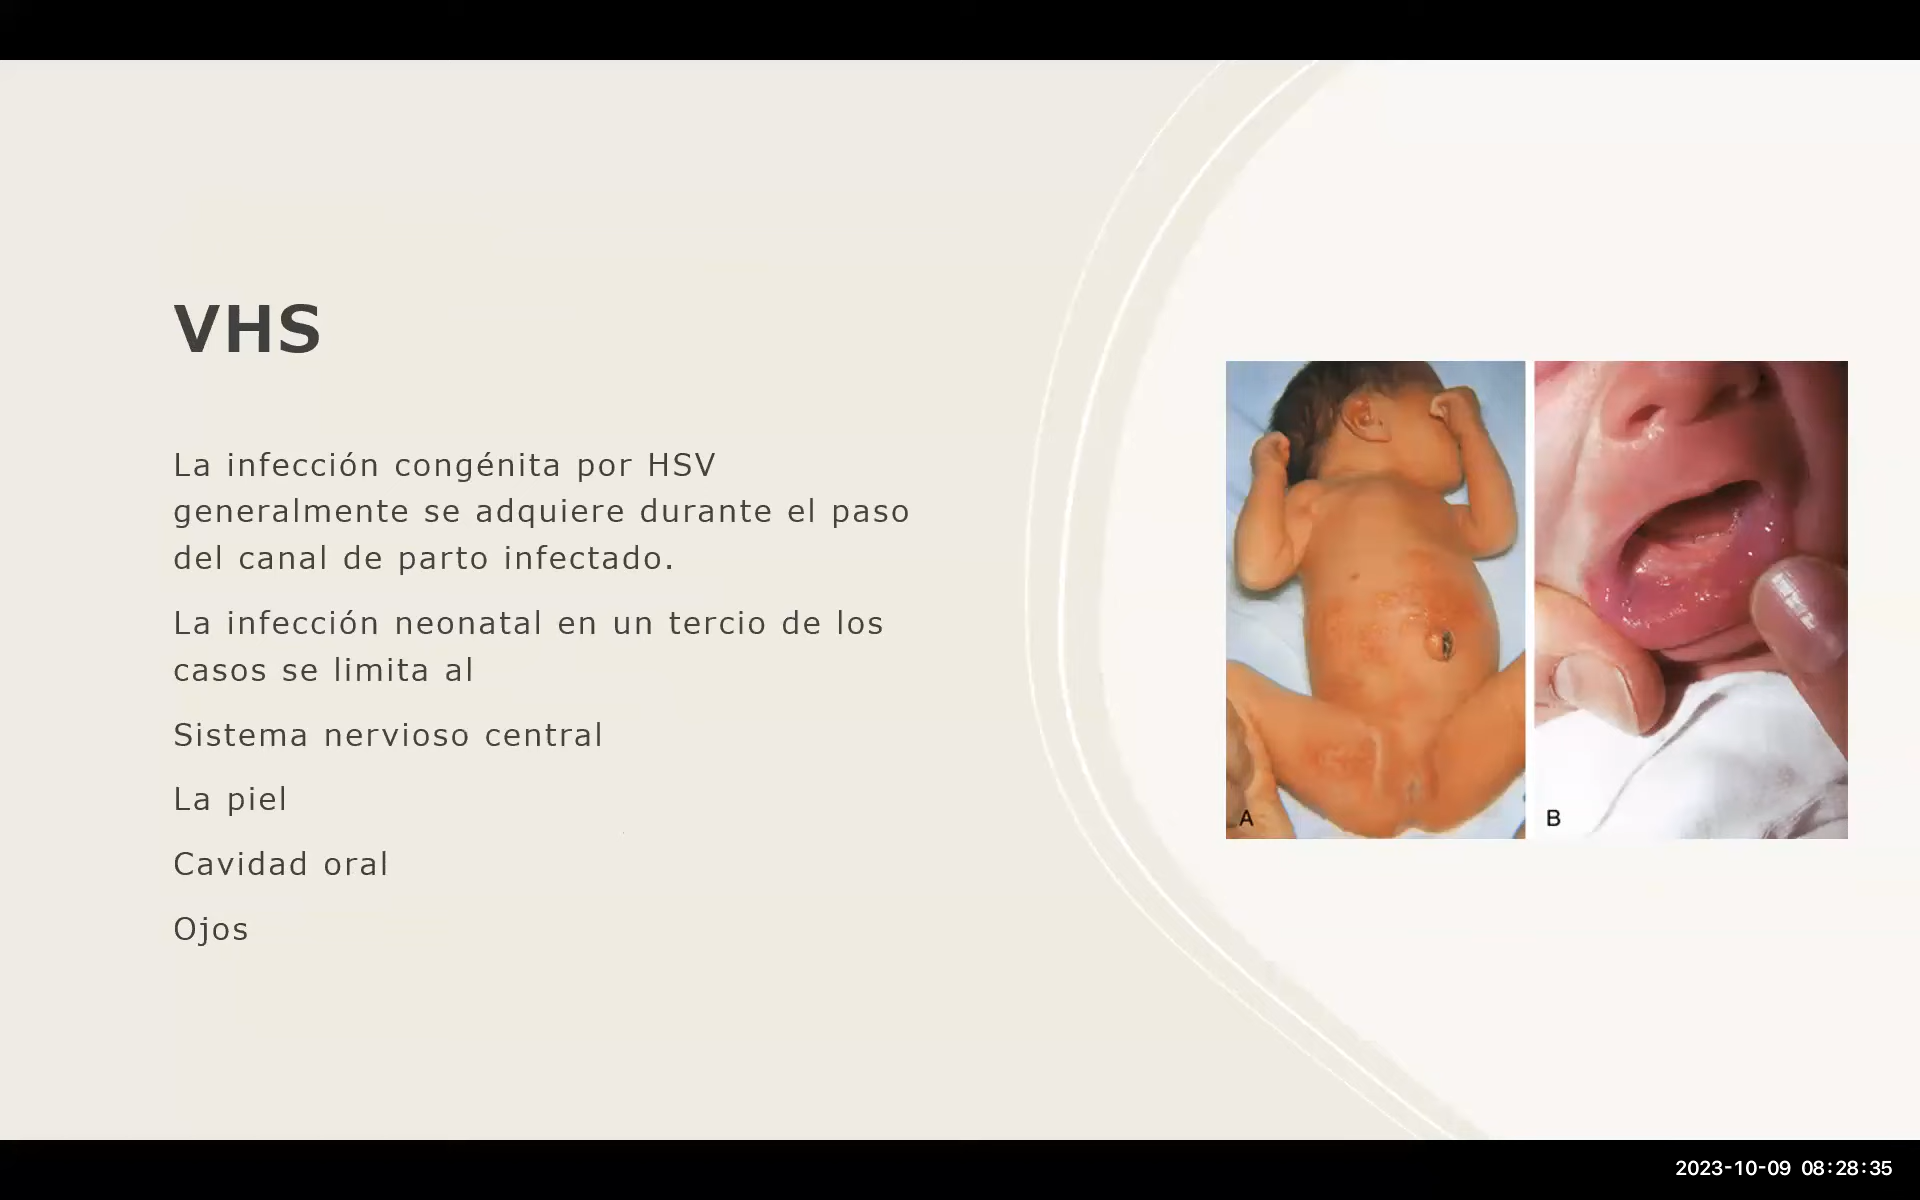 VHS
La infección congénita por HSV
generalmente se adquiere durante el paso
del canal de parto infectado.
La infección neonatal en un tercio de los
casos se limita al
Sistema nervioso central
La piel
Cavidad oral
Ojos
A
B
2023-10-09 08:28:35